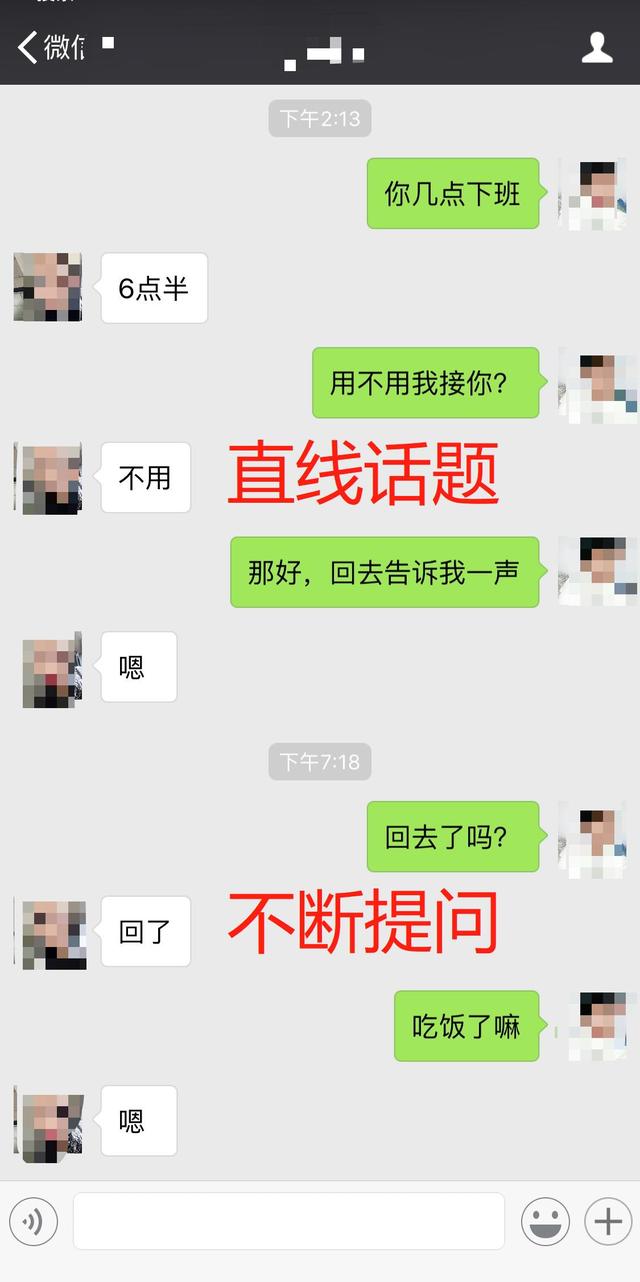 微信
下午2:13
你几点下班
6点半
用不用我接你?
不用
直线话题
那好，回去告诉我一声
嗯
下午7:18
回去了吗?
回了
不断提问
吃饭了嘛
嗯